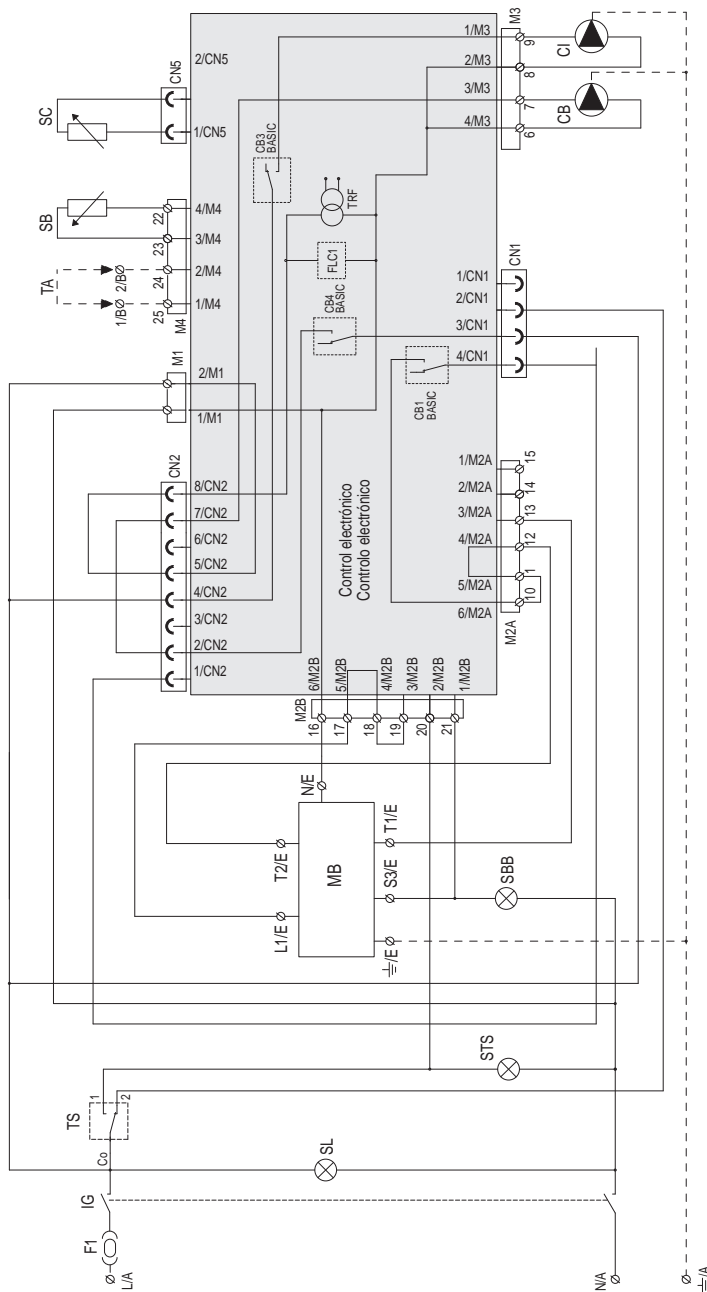 SC
CN5
2/CN5
1/CN5
SB
TA
1/B
2/B
25
24
23
22
M4
1/M4
2/M4
3/M4
4/M4
M1
2/M1
1/M1
CN2
8/CN2
7/CN2
6/CN2
5/CN2
4/CN2
3/CN2
2/CN2
1/CN2
M3
1/M3
2/M3
3/M3
4/M3
9
8
7
6
CI
CB
CB3
BASIC
TRF
FLC1
CB4
BASIC
CB1
BASIC
CN1
1/CN1
2/CN1
3/CN1
4/CN1
Control electrónico
Controlo electrónico
1/M2A
2/M2A
3/M2A
4/M2A
5/M2A
6/M2A
M2A
15
14
13
12
1
10
M2B
6/M2B
5/M2B
4/M2B
3/M2B
2/M2B
1/M2B
16
17
18
19
20
21
N/E
T2/E
L1/E
MB
T1/E
S3/E
/E
SBB
STS
TS
1
2
Co
SL
IG
F1
L/A
N/A
/A